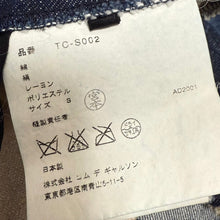 品番 TC-S002
綿
綿
レーヨン
ポリエステル
サイズ S
AD2001
縫製責任者
日本製
株式会社 コム デ ギャルソン
東京都港区南青山5-11-5